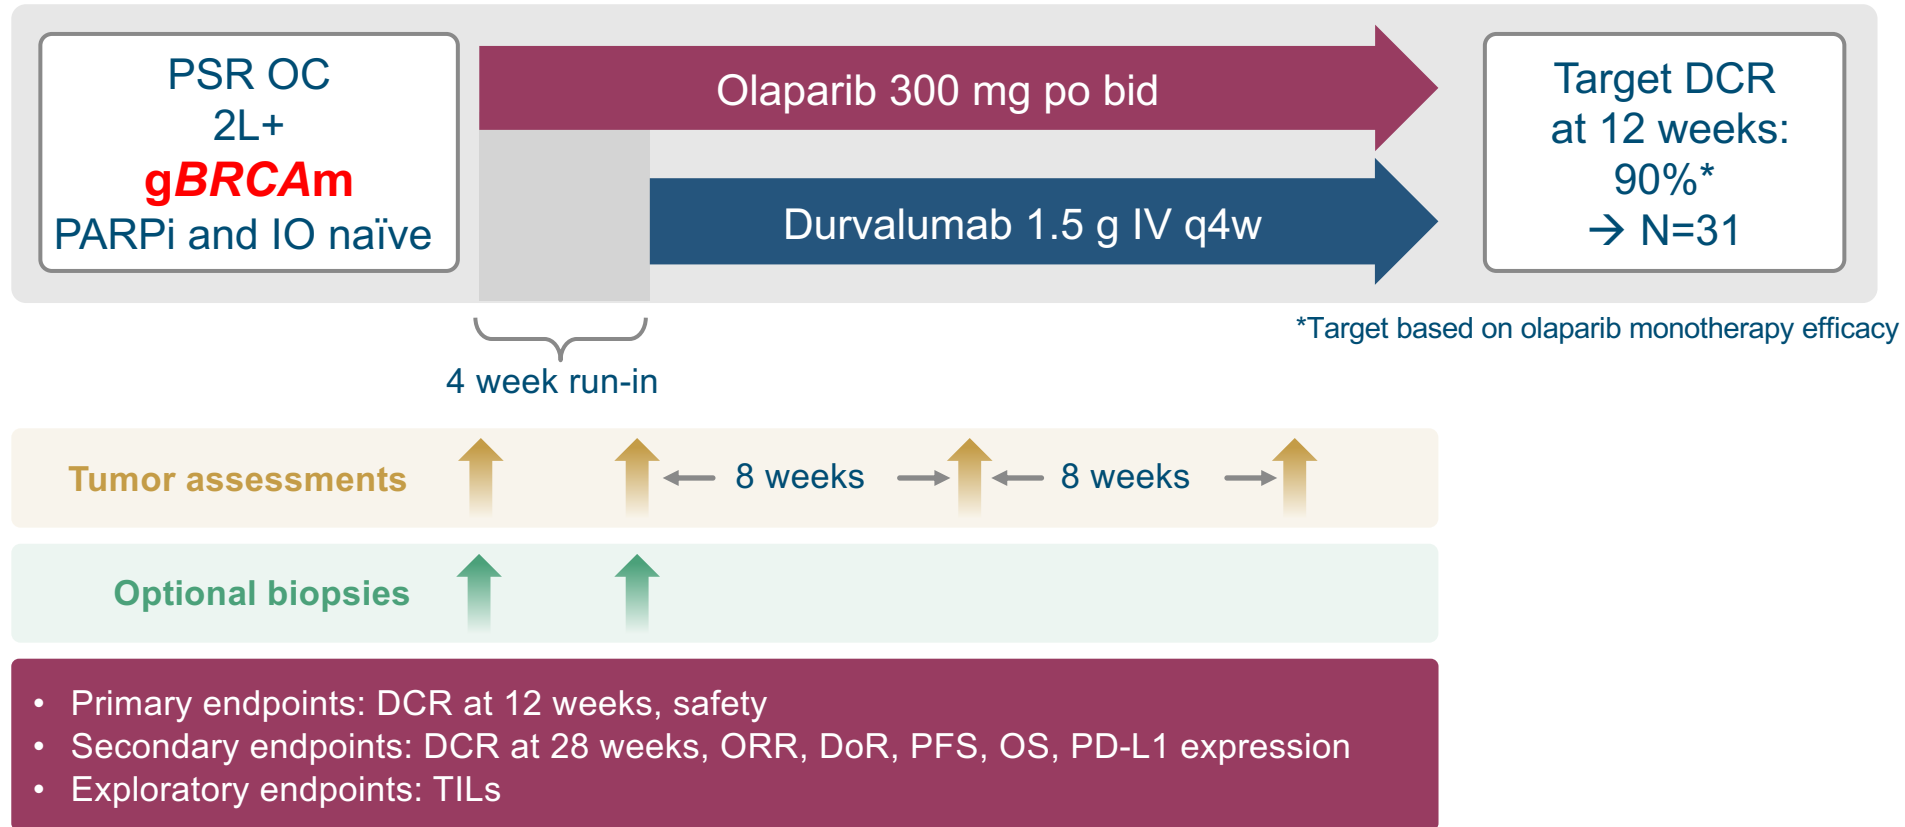 PSR OC
2L+
gBRCAm
PARPi and IO naïve
Olaparib 300 mg po bid
Durvalumab 1.5 g IV q4w
Target DCR
at 12 weeks:
90%*
→ N=31
*Target based on olaparib monotherapy efficacy
4 week run-in
Tumor assessments
8 weeks
8 weeks
Optional biopsies
• Primary endpoints: DCR at 12 weeks, safety
• Secondary endpoints: DCR at 28 weeks, ORR, DoR, PFS, OS, PD-L1 expression
• Exploratory endpoints: TILs